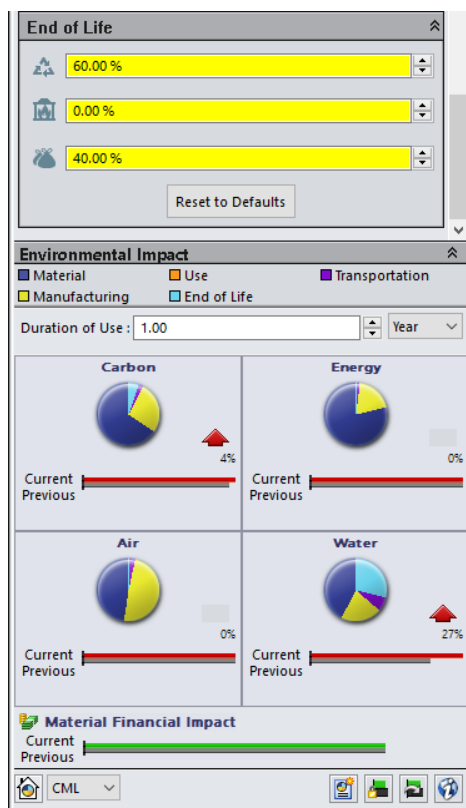 End of Life
60.00 %
0.00 %
40.00 %
Reset to Defaults
Environmental Impact
Material Use Transportation
Manufacturing End of Life
Duration of Use : 1.00 Year
Carbon Energy
4% 0%
Current Current
Previous Previous
Air Water
0% 27%
Current Current
Previous Previous
Material Financial Impact
Current
Previous
CML